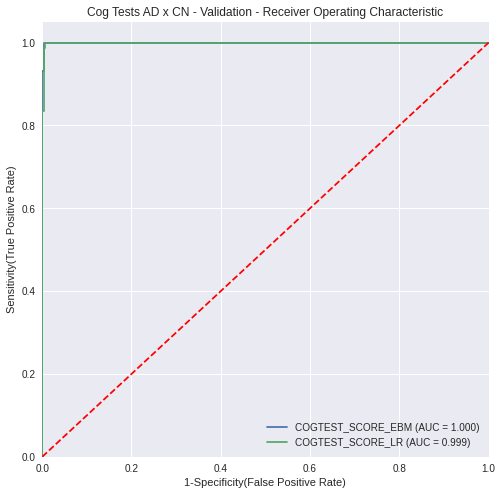 Cog Tests AD x CN - Validation - Receiver Operating Characteristic
Sensitivity(True Positive Rate)
1.0
0.8
0.6
0.4
0.2
0.0
COGTEST_SCORE_EBM (AUC = 1.000)
COGTEST_SCORE_LR (AUC = 0.999)
0.0 0.2 0.4 0.6 0.8 1.0
1-Specificity(False Positive Rate)